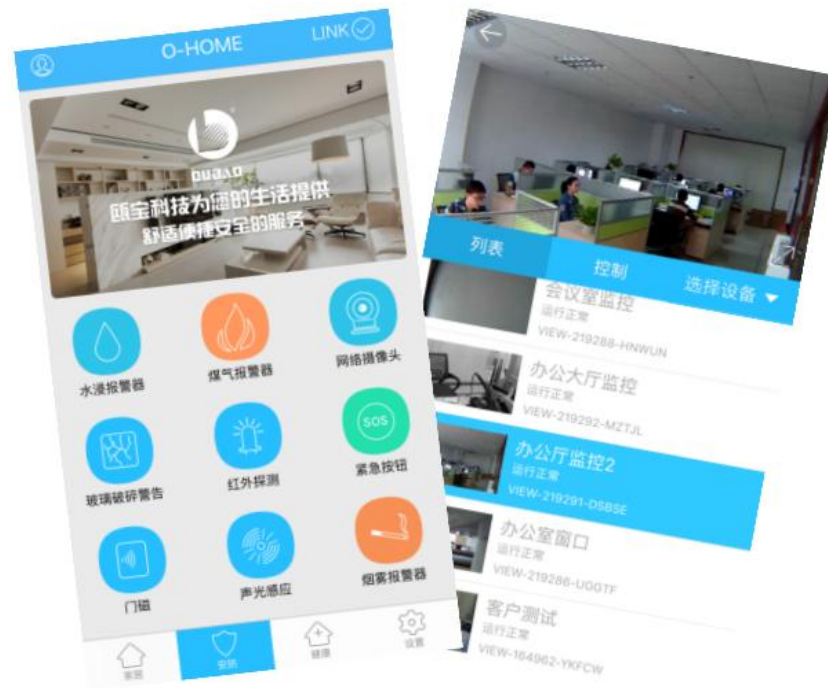 O-HOME
LINK
OUBAO
瓯宝科技为您的生活提供
舒适便捷安全的服务
水浸报警器
煤气报警器
网络摄像头
玻璃破碎警告
红外探测
SOS
紧急按钮
门磁
声光感应
烟雾报警器
家居
安防
健康
设置
列表
控制
选择设备
会议室监控
运行正常
VIEW-219288-HNWUN
办公大厅监控
运行正常
VIEW-219292-MZTJL
办公厅监控2
运行正常
VIEW-219291-DSBSE
办公室窗口
运行正常
VIEW-219286-UGGTF
客户测试
运行正常
VIEW-164962-YKFCW